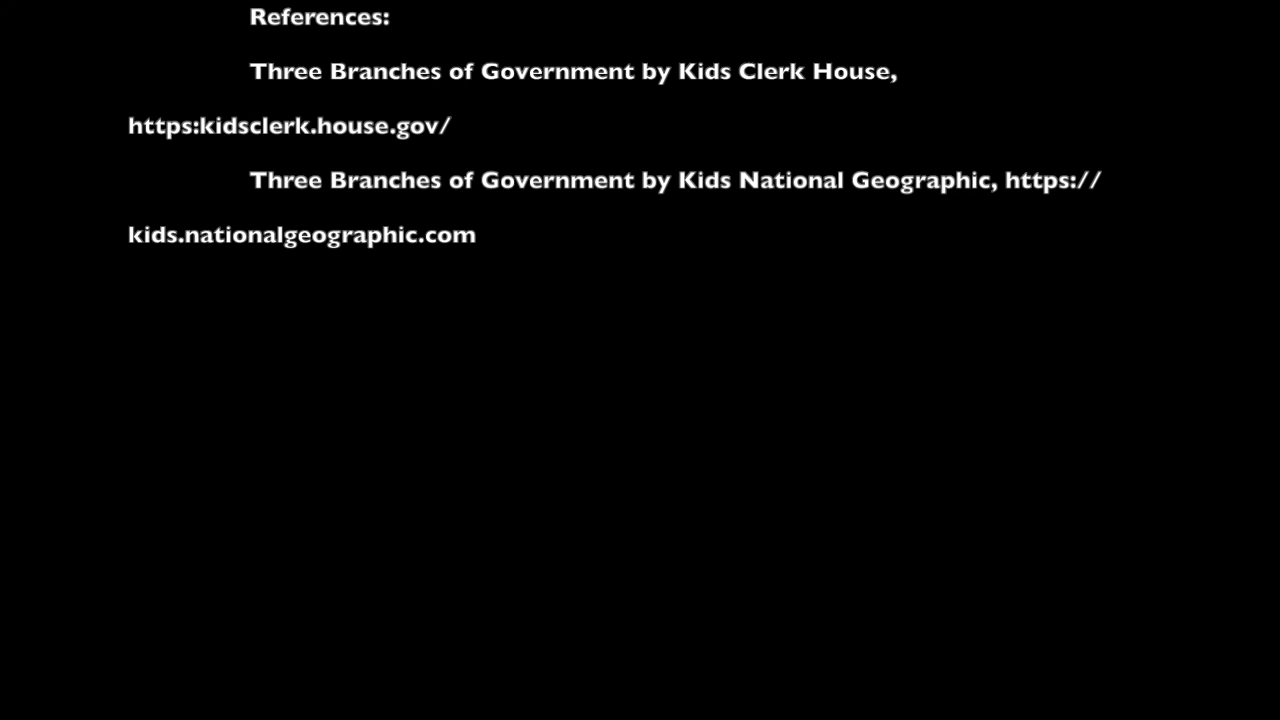 References:
Three Branches of Government by Kids Clerk House,
https:kidsclerk.house.gov/
Three Branches of Government by Kids National Geographic, https://
kids.nationalgeographic.com